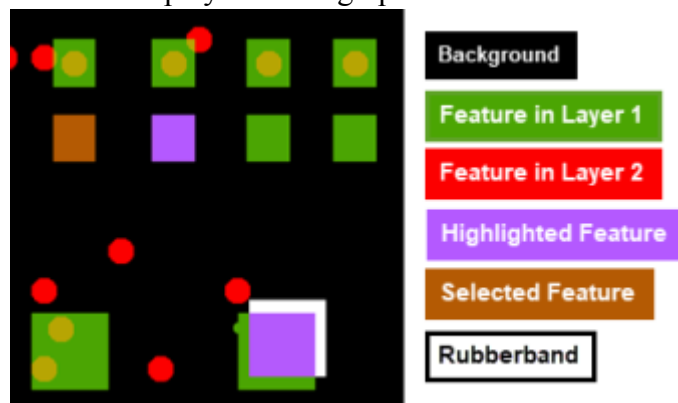 Background
Feature in Layer 1
Feature in Layer 2
Highlighted Feature
Selected Feature
Rubberband